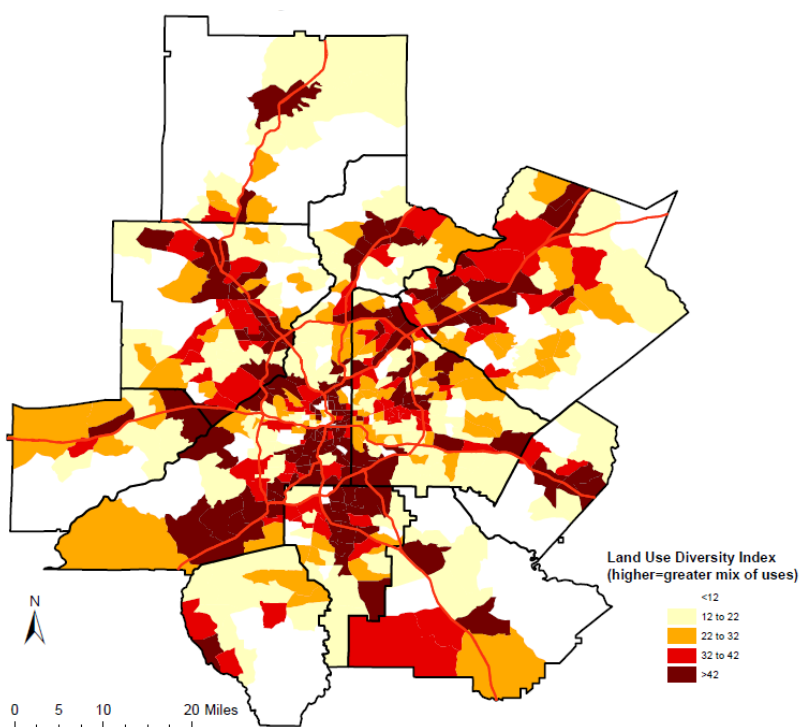 Land Use Diversity Index
(higher=greater mix of uses)
<12
12 to 22
22 to 32
32 to 42
>42
N
0 5 10 20 Miles